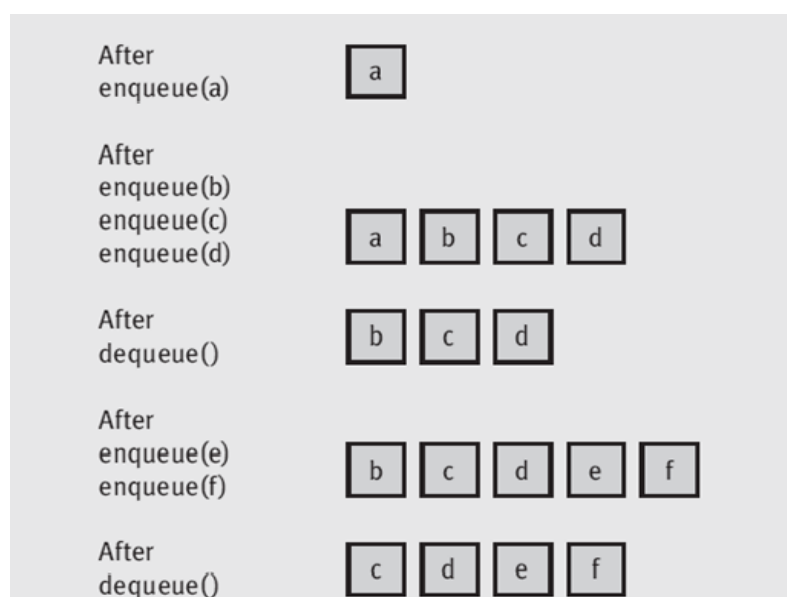 After
enqueue(a)
a
After
enqueue(b)
enqueue(c)
enqueue(d)
a b c d
After
dequeue()
b c d
After
enqueue(e)
enqueue(f)
b c d e f
After
dequeue()
c d e f